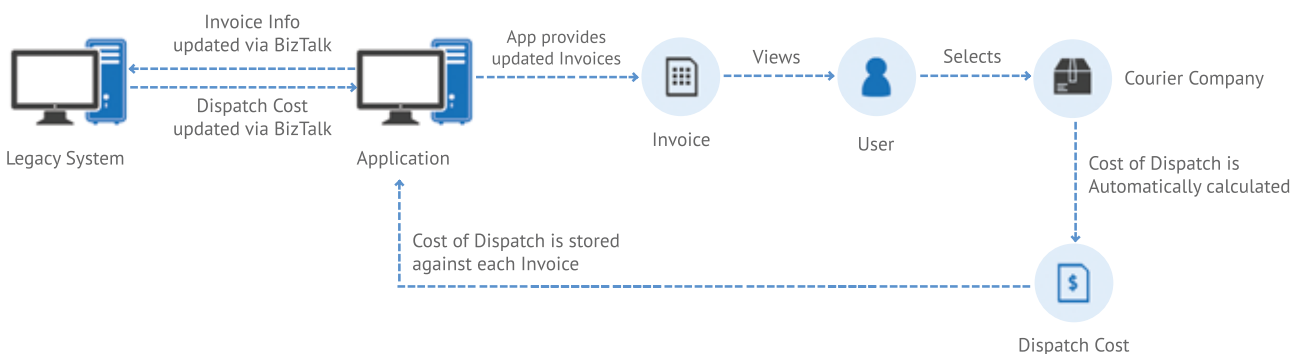 Invoice Info
updated via BizTalk
Dispatch Cost
updated via BizTalk
Legacy System
Application
App provides
updated Invoices
Invoice
Views
User
Selects
Courier Company
Cost of Dispatch is
Automatically calculated
Cost of Dispatch is stored
against each Invoice
$
Dispatch Cost